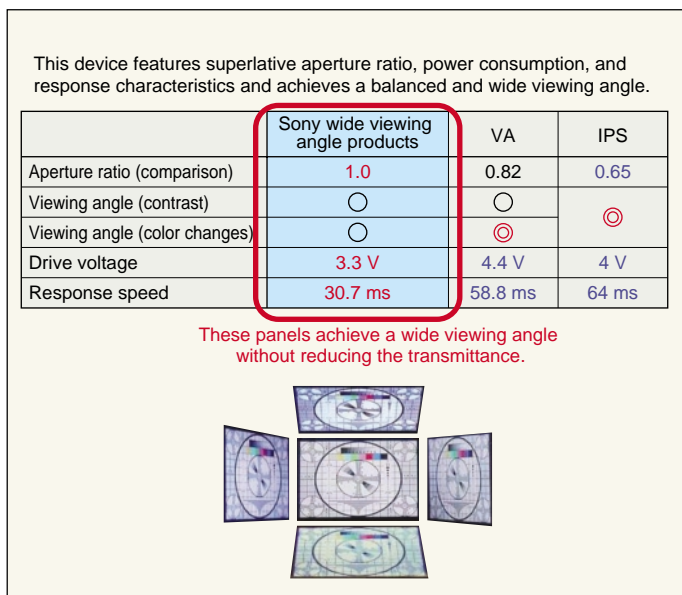 This device features superlative aperture ratio, power consumption, and
response characteristics and achieves a balanced and wide viewing angle.
Sony wide viewing
angle products
VA
IPS
Aperture ratio (comparison)
1.0
0.82
0.65
Viewing angle (contrast)
○
○
◎
Viewing angle (color changes)
○
◎
Drive voltage
3.3 V
4.4 V
4 V
Response speed
30.7 ms
58.8 ms
64 ms
These panels achieve a wide viewing angle
without reducing the transmittance.